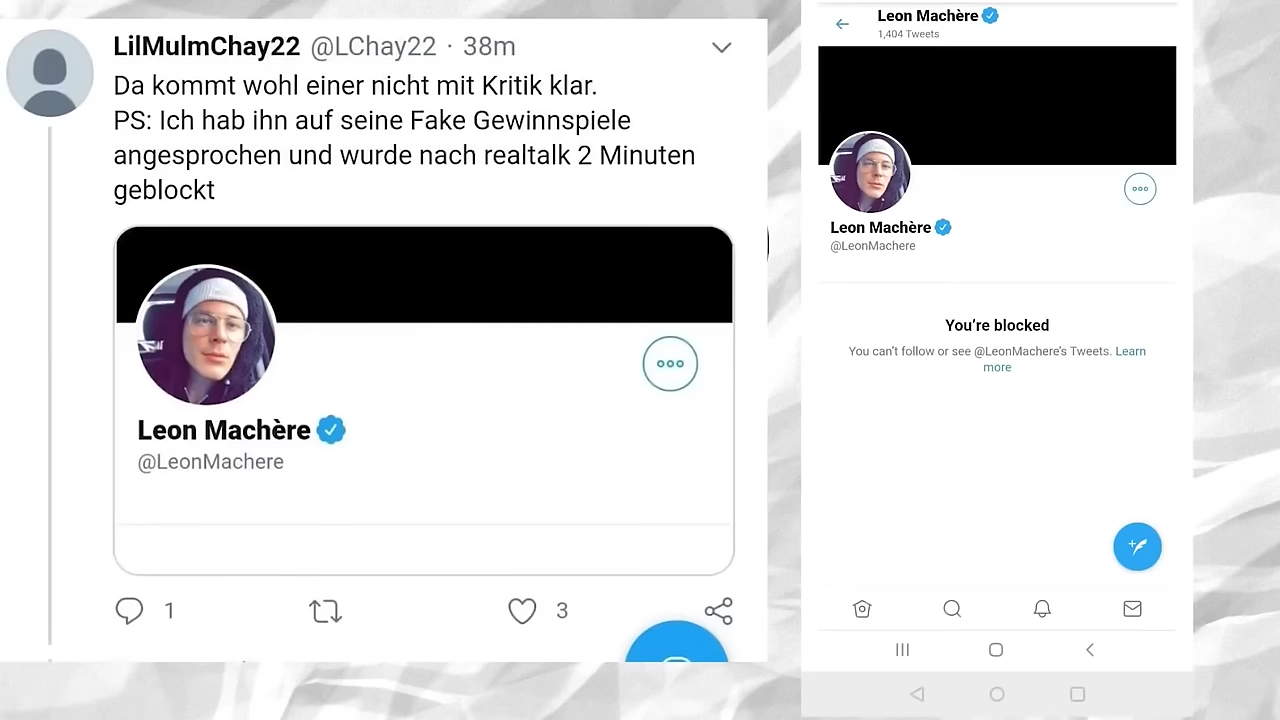 LilMulmChay22 @LChay22 · 38m
Da kommt wohl einer nicht mit Kritik klar.
PS: Ich hab ihn auf seine Fake Gewinnspiele
angesprochen und wurde nach realtalk 2 Minuten
geblockt
Leon Machère
@LeonMachere
1
3
Leon Machère
1,404 Tweets
Leon Machère
@LeonMachere
You're blocked
You can't follow or see @LeonMachere's Tweets. Learn
more